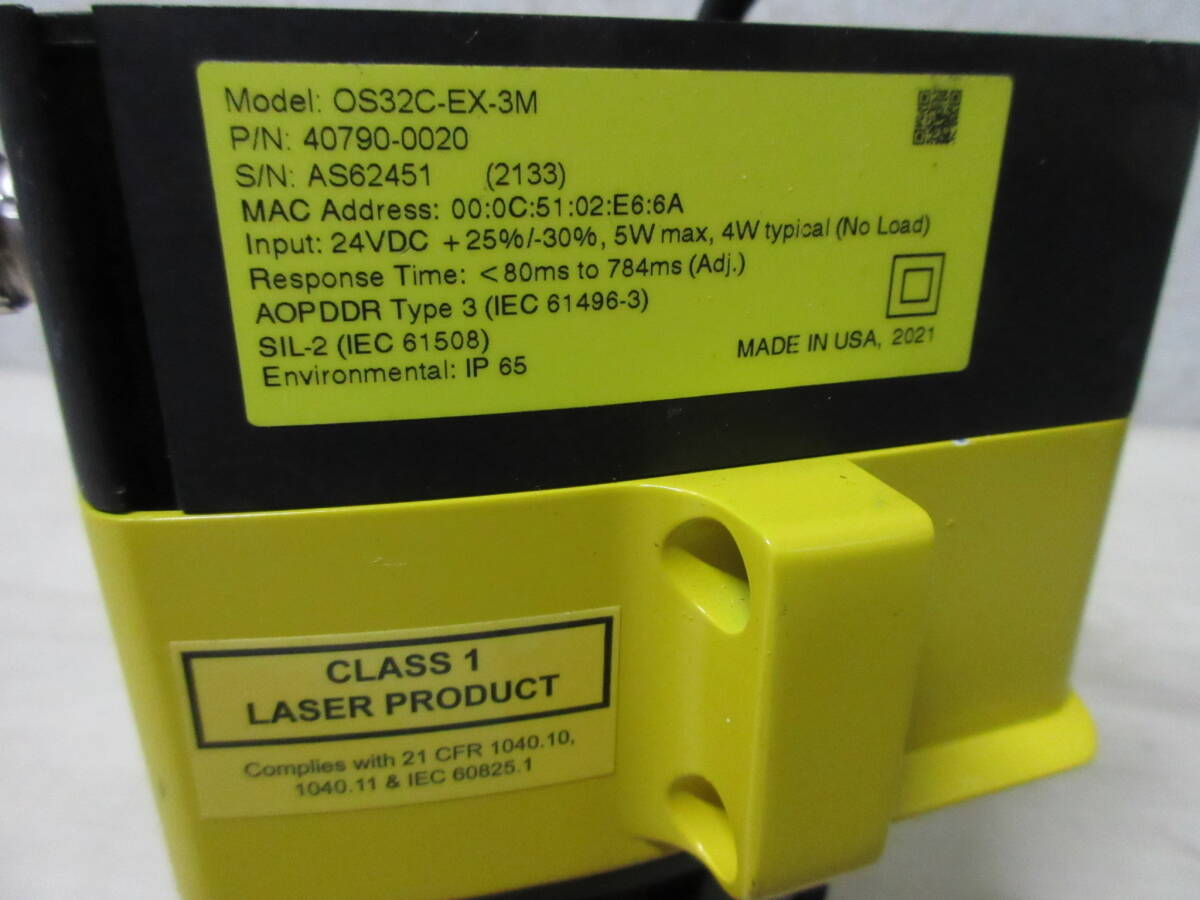 Model: OS32C-EX-3M
P/N: 40790-0020
S/N: AS62451 (2133)
MAC Address: 00:0C:51:02:E6:6A
Input: 24VDC +25%/-30%, 5W max, 4W typical (No Load)
Response Time: <80ms to 784ms (Adj.)
AOPDDR Type 3 (IEC 61496-3)
SIL-2 (IEC 61508)
Environmental: IP 65
MADE IN USA, 2021
CLASS 1
LASER PRODUCT
Complies with 21 CFR 1040.10,
1040.11 & IEC 60825.1